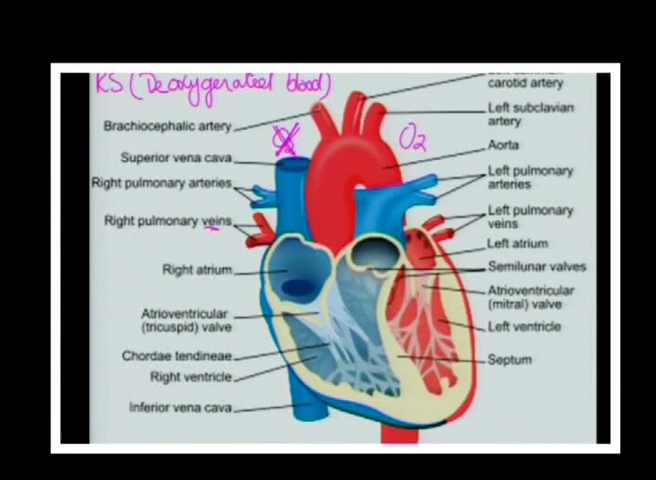 RS (Deoxygerated blood)
carotid artery
Left subclavian
artery
Brachiocephalic artery
O2
Aorta
Superior vena cava
Left pulmonary
arteries
Right pulmonary arteries
Left pulmonary
veins
Right pulmonary veins
Left atrium
Semilunar valves
Right atrium
Atrioventricular
(mitral) valve
Atrioventricular
(tricuspid) valve
Left ventricle
Chordae tendineae
Septum
Right ventricle
Inferior vena cava